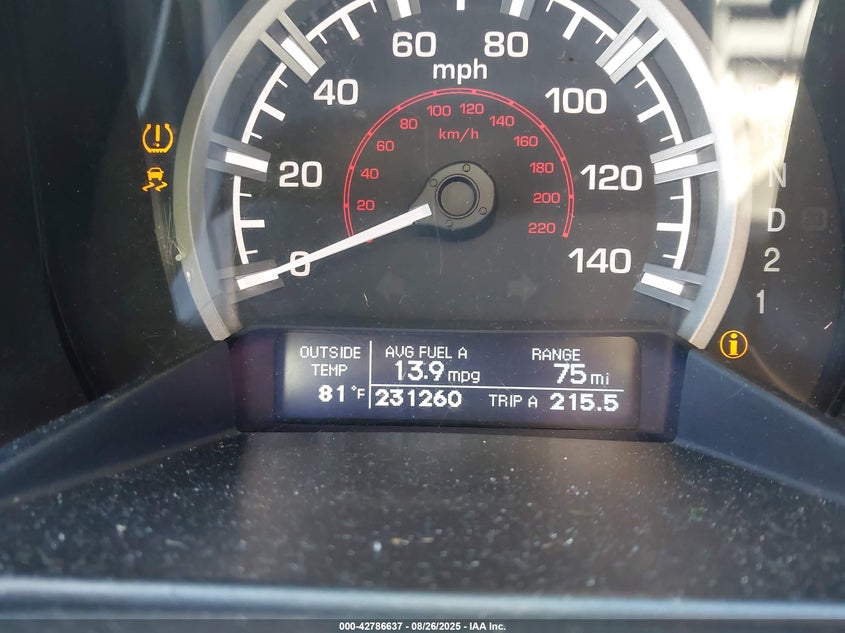 60 80
mph
40 100
100 120
80 140
km/h
60 160
20 40 180 120
20 200
220
0 140
N
D
2
1
OUTSIDE
TEMP
81°F
AVG FUEL A
13.9 mpg
RANGE
75 mi
231260 TRIP A 215.5
000-42786637 - 08/26/2025 - IAA Inc.